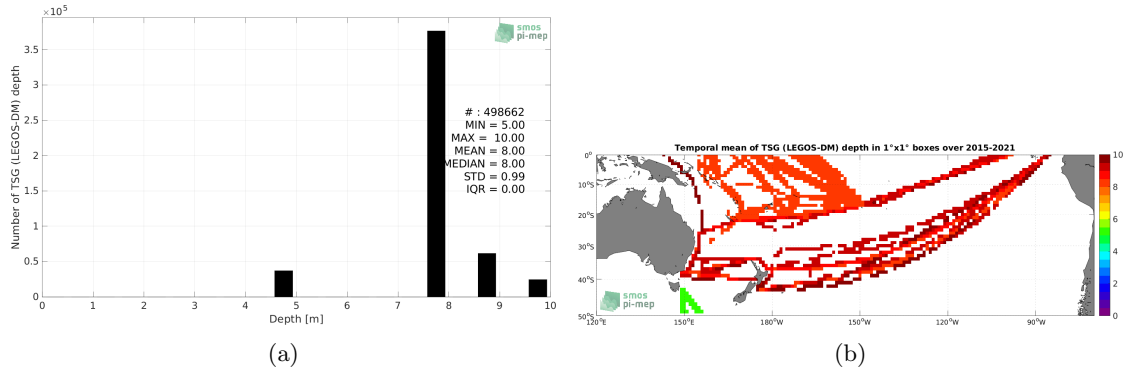 ×10⁵
smos
pi-mep
Number of TSG (LEGOS-DM) depth
3.5
3
2.5
2
1.5
1
0.5
0
# : 498662
MIN = 5.00
MAX = 10.00
MEAN = 8.00
MEDIAN = 8.00
STD = 0.99
IQR = 0.00
0 1 2 3 4 5 6 7 8 9 10
Depth [m]
(a)
Temporal mean of TSG (LEGOS-DM) depth in 1°x1° boxes over 2015-2021
0°
10°S
20°S
30°S
40°S
50°S
smos
pi-mep
120°E 150°E 180°W 150°W 120°W 90°W
10
8
6
4
2
0
(b)